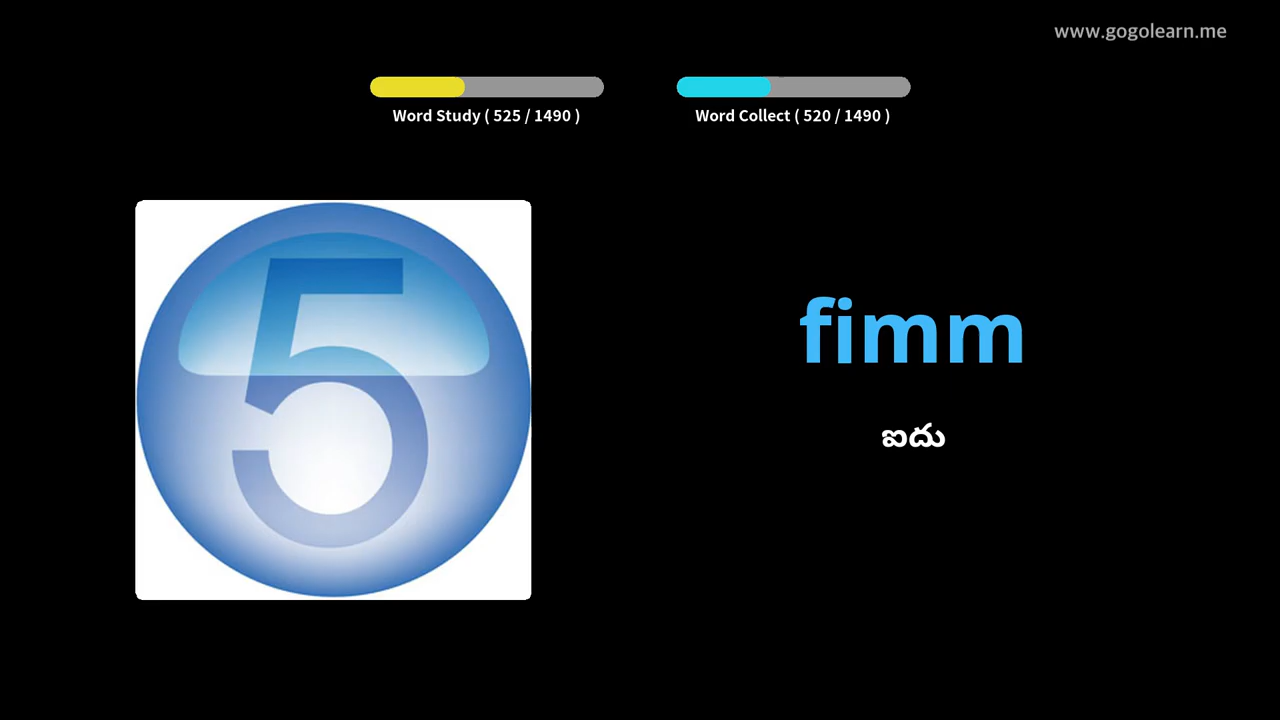 www.gogolearn.me
Word Study ( 525 / 1490 )
Word Collect ( 520 / 1490 )
5
fimm
ఐదు